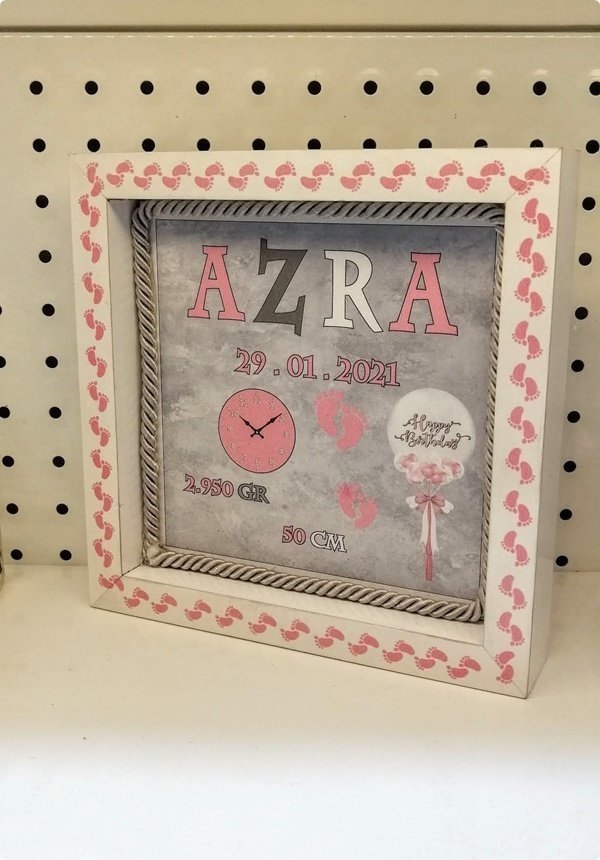 AZRA
29.01.2021
Happy
Birthday
2.950 GR
50 CM